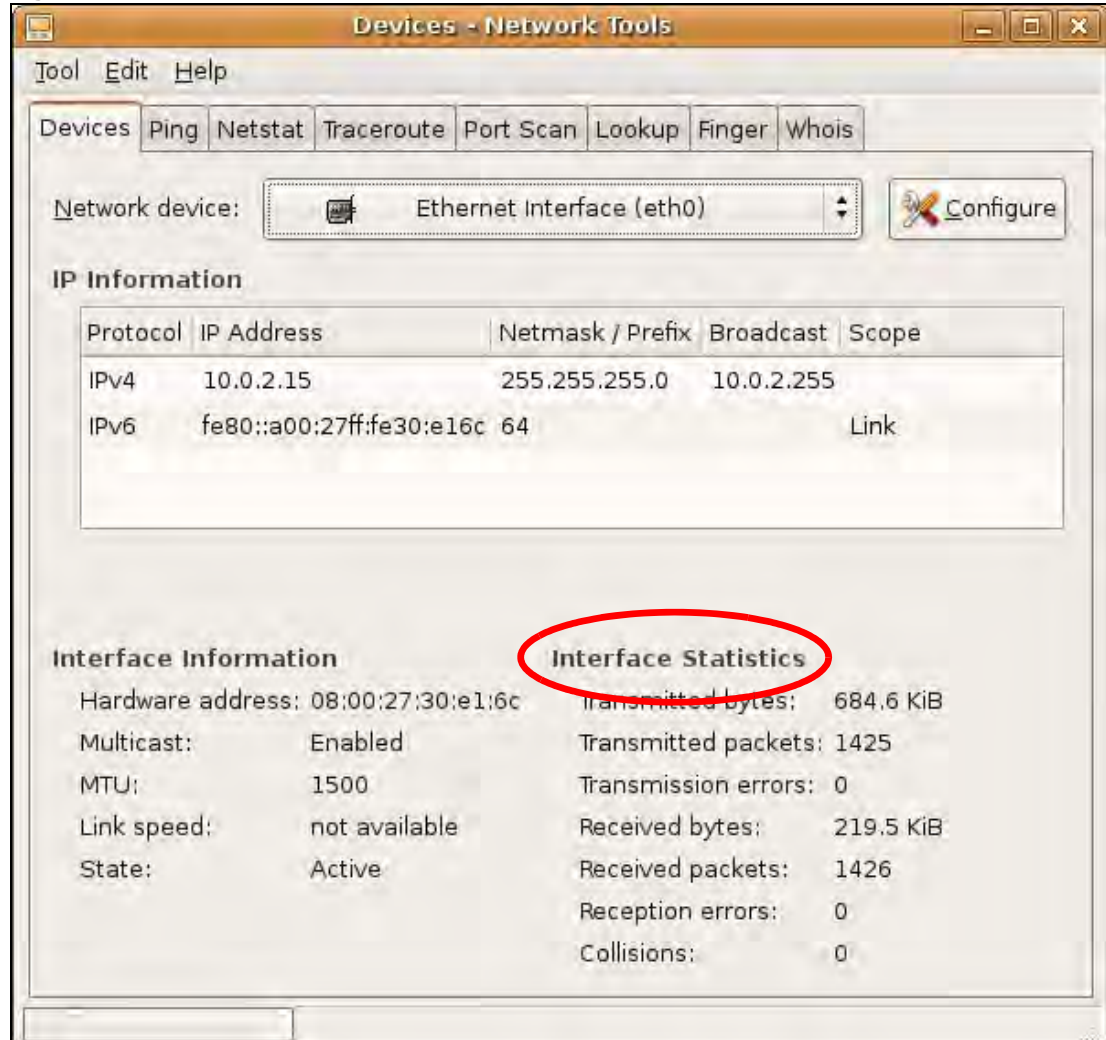 Devices - Network Tools
Tool Edit Help
Devices Ping Netstat Traceroute Port Scan Lookup Finger Whois
Network device: Ethernet Interface (eth0) Configure
IP Information
Protocol IP Address Netmask / Prefix Broadcast Scope
IPv4 10.0.2.15 255.255.255.0 10.0.2.255
IPv6 fe80::a00:27ff:fe30:e16c 64 Link
Interface Information
Hardware address: 08:00:27:30:e1:6c
Multicast: Enabled
MTU: 1500
Link speed: not available
State: Active
Interface Statistics
Transmitted bytes: 684.6 KiB
Transmitted packets: 1425
Transmission errors: 0
Received bytes: 219.5 KiB
Received packets: 1426
Reception errors: 0
Collisions: 0